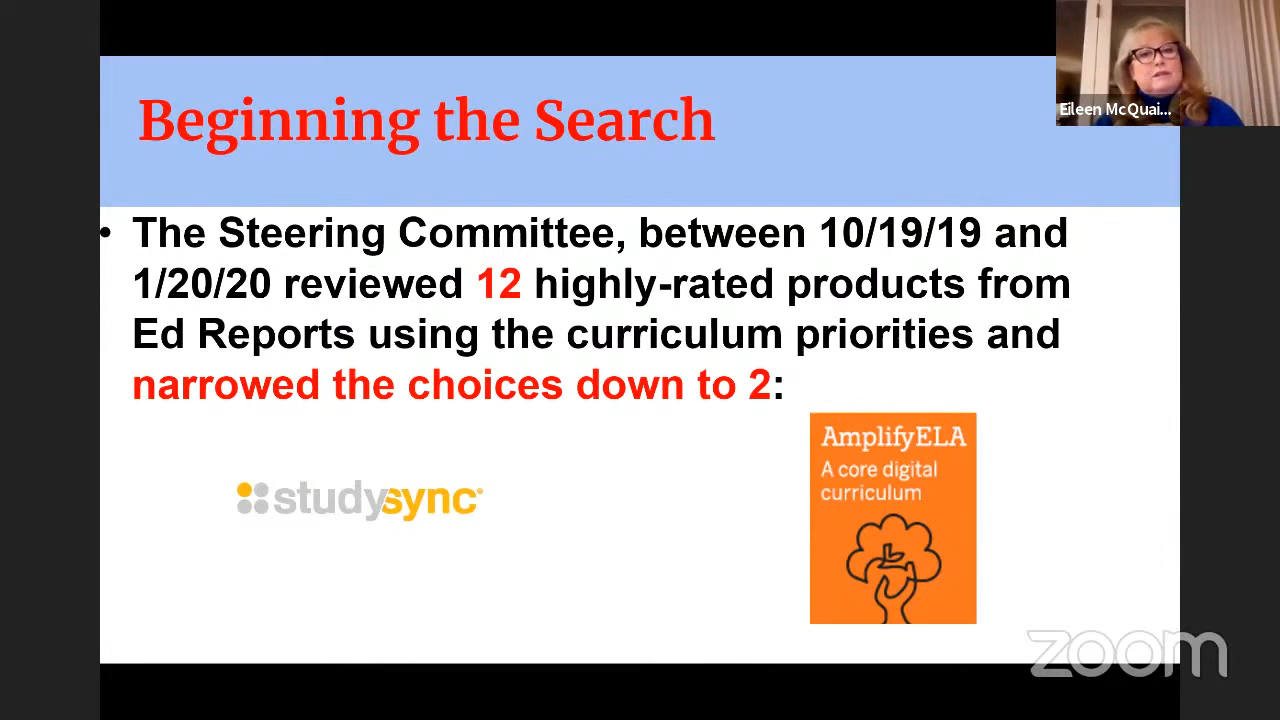 Beginning the Search
Eileen McQuai...
• The Steering Committee, between 10/19/19 and
1/20/20 reviewed 12 highly-rated products from
Ed Reports using the curriculum priorities and
narrowed the choices down to 2:
studysync
AmplifyELA
A core digital
curriculum
zoom